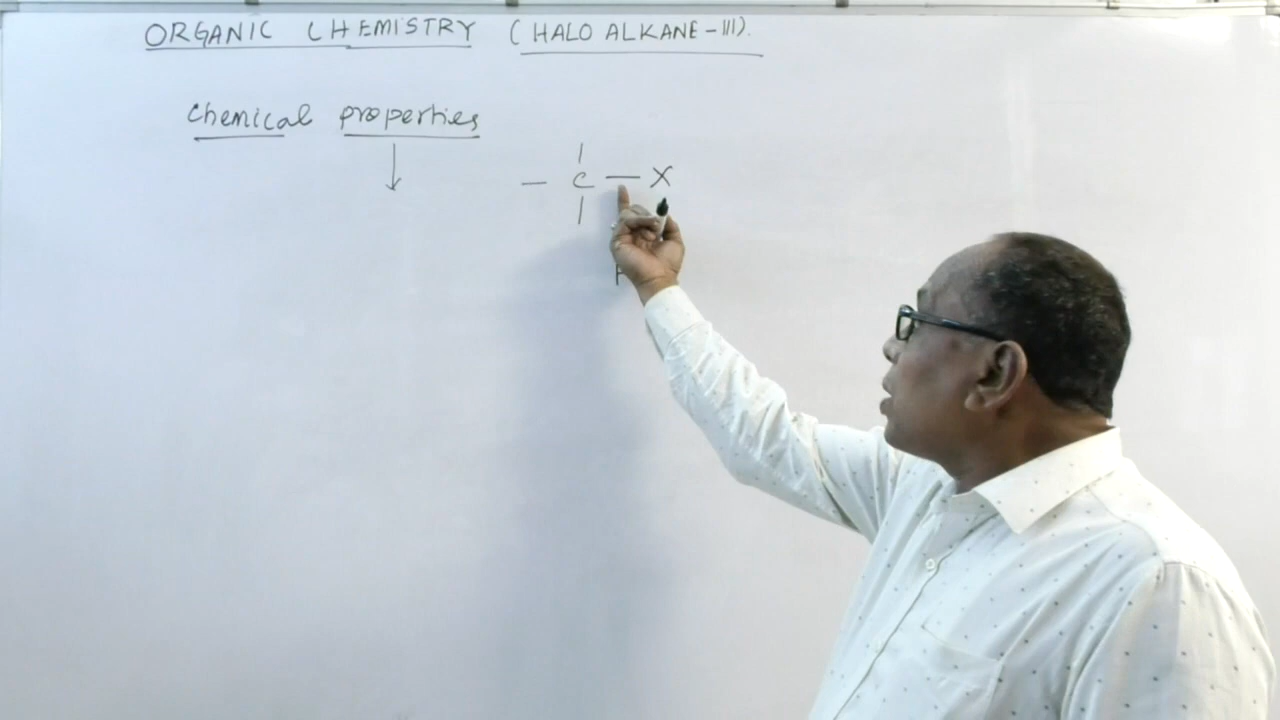 ORGANIC CHEMISTRY (HALO ALKANE-III).
Chemical properties
- C - X